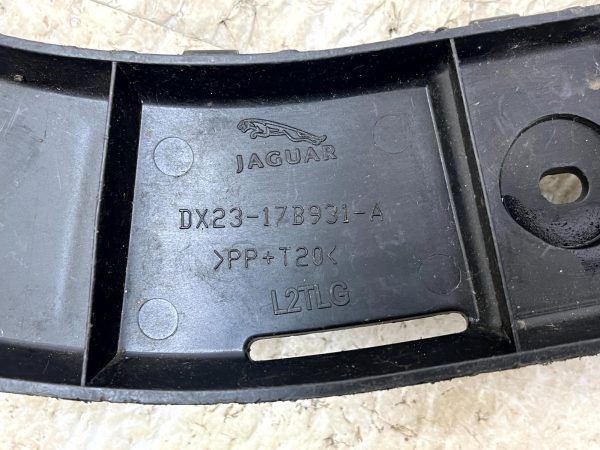 JAGUAR
DX23-17B931-A
>PP+T20<
L2TLG